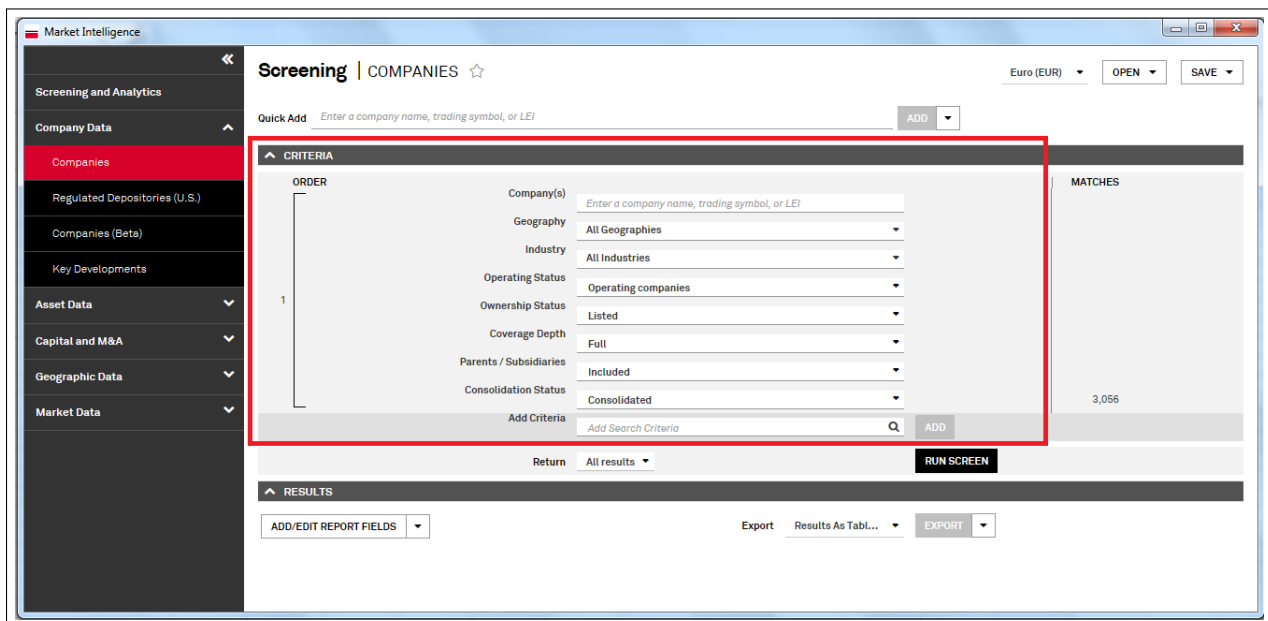 Market Intelligence
Screening and Analytics
Company Data
Companies
Regulated Depositories (U.S.)
Companies (Beta)
Key Developments
Asset Data
Capital and M&A
Geographic Data
Market Data
Screening | COMPANIES
Euro (EUR) OPEN SAVE
Quick Add Enter a company name, trading symbol, or LEI ADD
CRITERIA
ORDER MATCHES
Company(s) Enter a company name, trading symbol, or LEI
Geography All Geographies
Industry All Industries
Operating Status Operating companies
1
Ownership Status Listed
Coverage Depth Full
Parents / Subsidiaries Included
Consolidation Status Consolidated 3,056
Add Criteria Add Search Criteria ADD
Return All results RUN SCREEN
RESULTS
ADD/EDIT REPORT FIELDS Export Results As Tabl... EXPORT